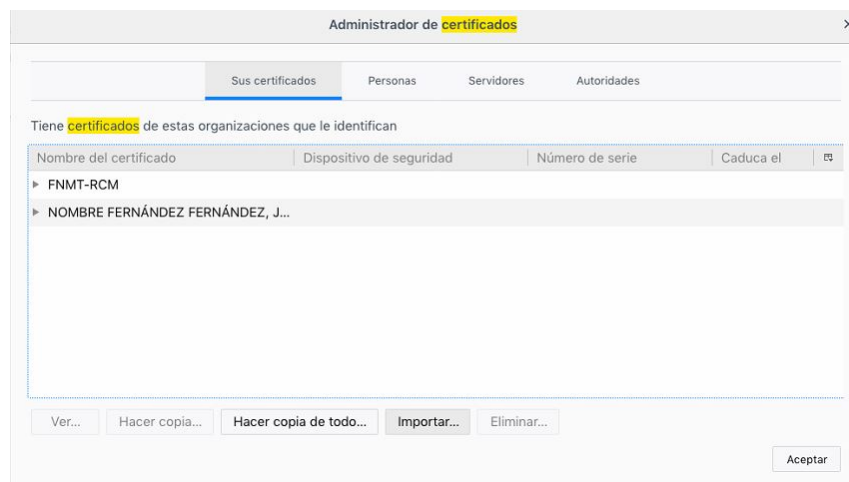 Administrador de certificados
Sus certificados Personas Servidores Autoridades
Tiene certificados de estas organizaciones que le identifican
Nombre del certificado Dispositivo de seguridad Número de serie Caduca el
FNMT-RCM
NOMBRE FERNÁNDEZ FERNÁNDEZ, J...
Ver... Hacer copia... Hacer copia de todo... Importar... Eliminar...
Aceptar